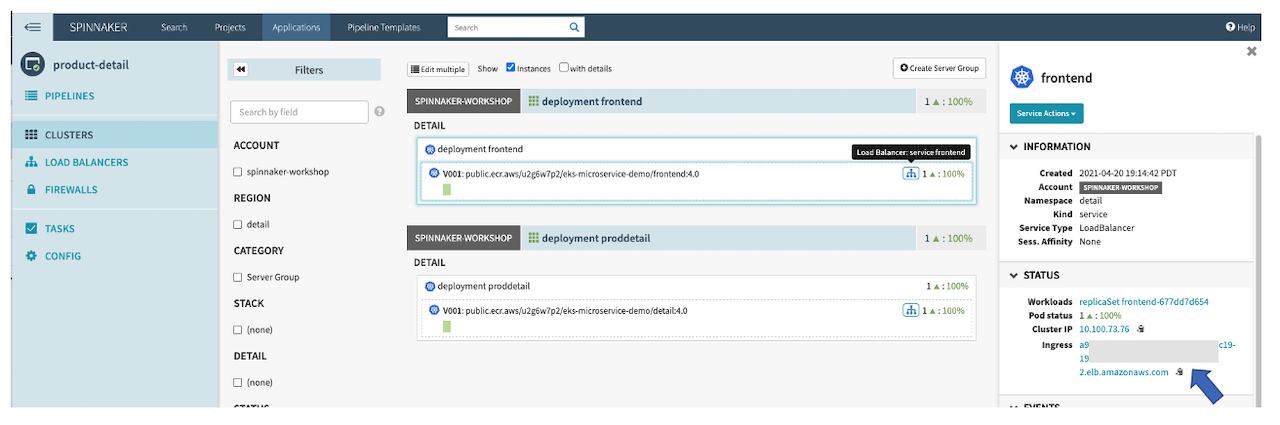 SPINNAKER Search Projects Applications Pipeline Templates Search Help
product-detail
PIPELINES
CLUSTERS
LOAD BALANCERS
FIREWALLS
TASKS
CONFIG
Filters
Search by field
ACCOUNT
spinnaker-workshop
REGION
detail
CATEGORY
Server Group
STACK
(none)
DETAIL
(none)
STATUS
Edit multiple Show Instances with details Create Server Group
SPINNAKER-WORKSHOP deployment frontend 1 ▲ : 100%
DETAIL
deployment frontend
Load Balancer: service frontend
V001: public.ecr.aws/u2g6w7p2/eks-microservice-demo/frontend:4.0 1 ▲ : 100%
SPINNAKER-WORKSHOP deployment proddetail 1 ▲ : 100%
DETAIL
deployment proddetail 1 ▲ : 100%
V001: public.ecr.aws/u2g6w7p2/eks-microservice-demo/detail:4.0 1 ▲ : 100%
frontend
Service Actions
INFORMATION
Created 2021-04-20 19:14:42 PDT
Account SPINNAKER-WORKSHOP
Namespace detail
Kind service
Service Type LoadBalancer
Sess. Affinity None
STATUS
Workloads replicaSet frontend-677dd7d654
Pod status 1 ▲ : 100%
Cluster IP 10.100.73.76
Ingress a9 c19-
19
2.elb.amazonaws.com
EVENTS